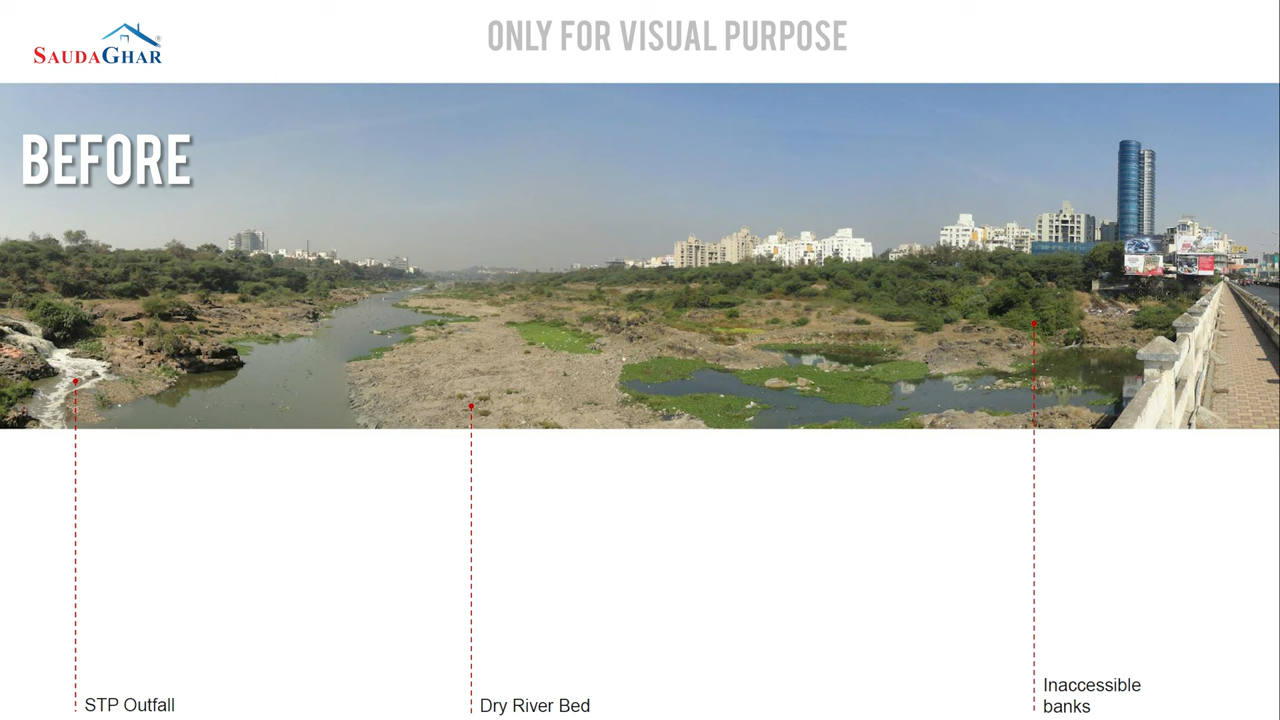 SAUDAGHAR
ONLY FOR VISUAL PURPOSE
BEFORE
STP Outfall
Dry River Bed
Inaccessible
banks